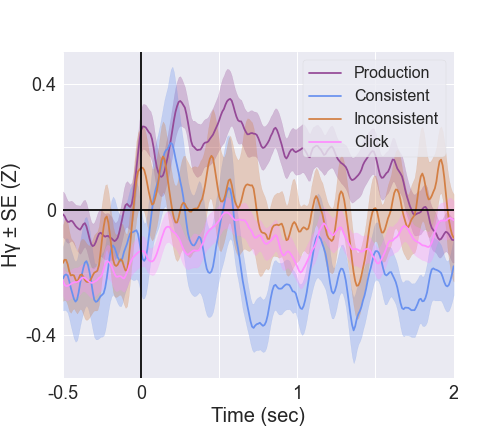 Production
Consistent
Inconsistent
Click
Hγ ± SE (Z)
0.4
0
-0.4
-0.5
0
1
2
Time (sec)